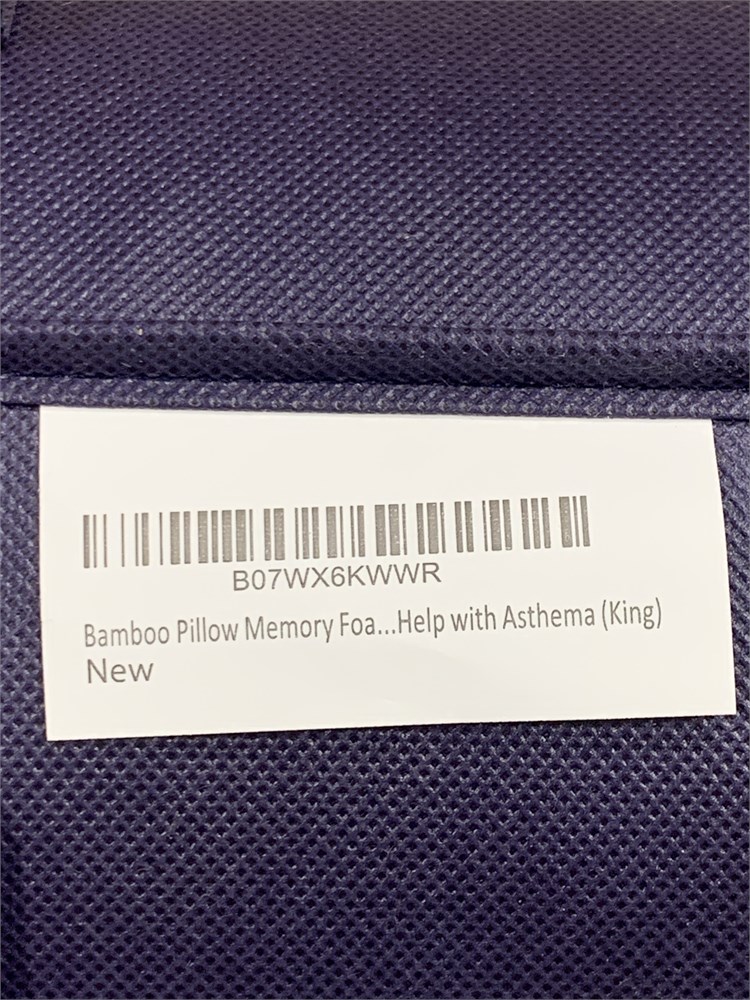 B07WX6KWWR
Bamboo Pillow Memory Foa...Help with Asthema (King)
New